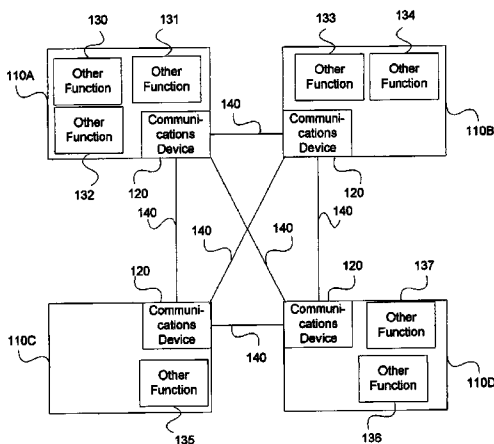 130
131
133
134
110A
Other
Function
Other
Function
Other
Function
Other
Function
Other
Function
Communi-
cations
Device
140
Communi-
cations
Device
110B
132
120
120
140
140
140
140
120
120
137
110C
Communi-
cations
Device
140
Communi-
cations
Device
Other
Function
110D
Other
Function
Other
Function
135
136